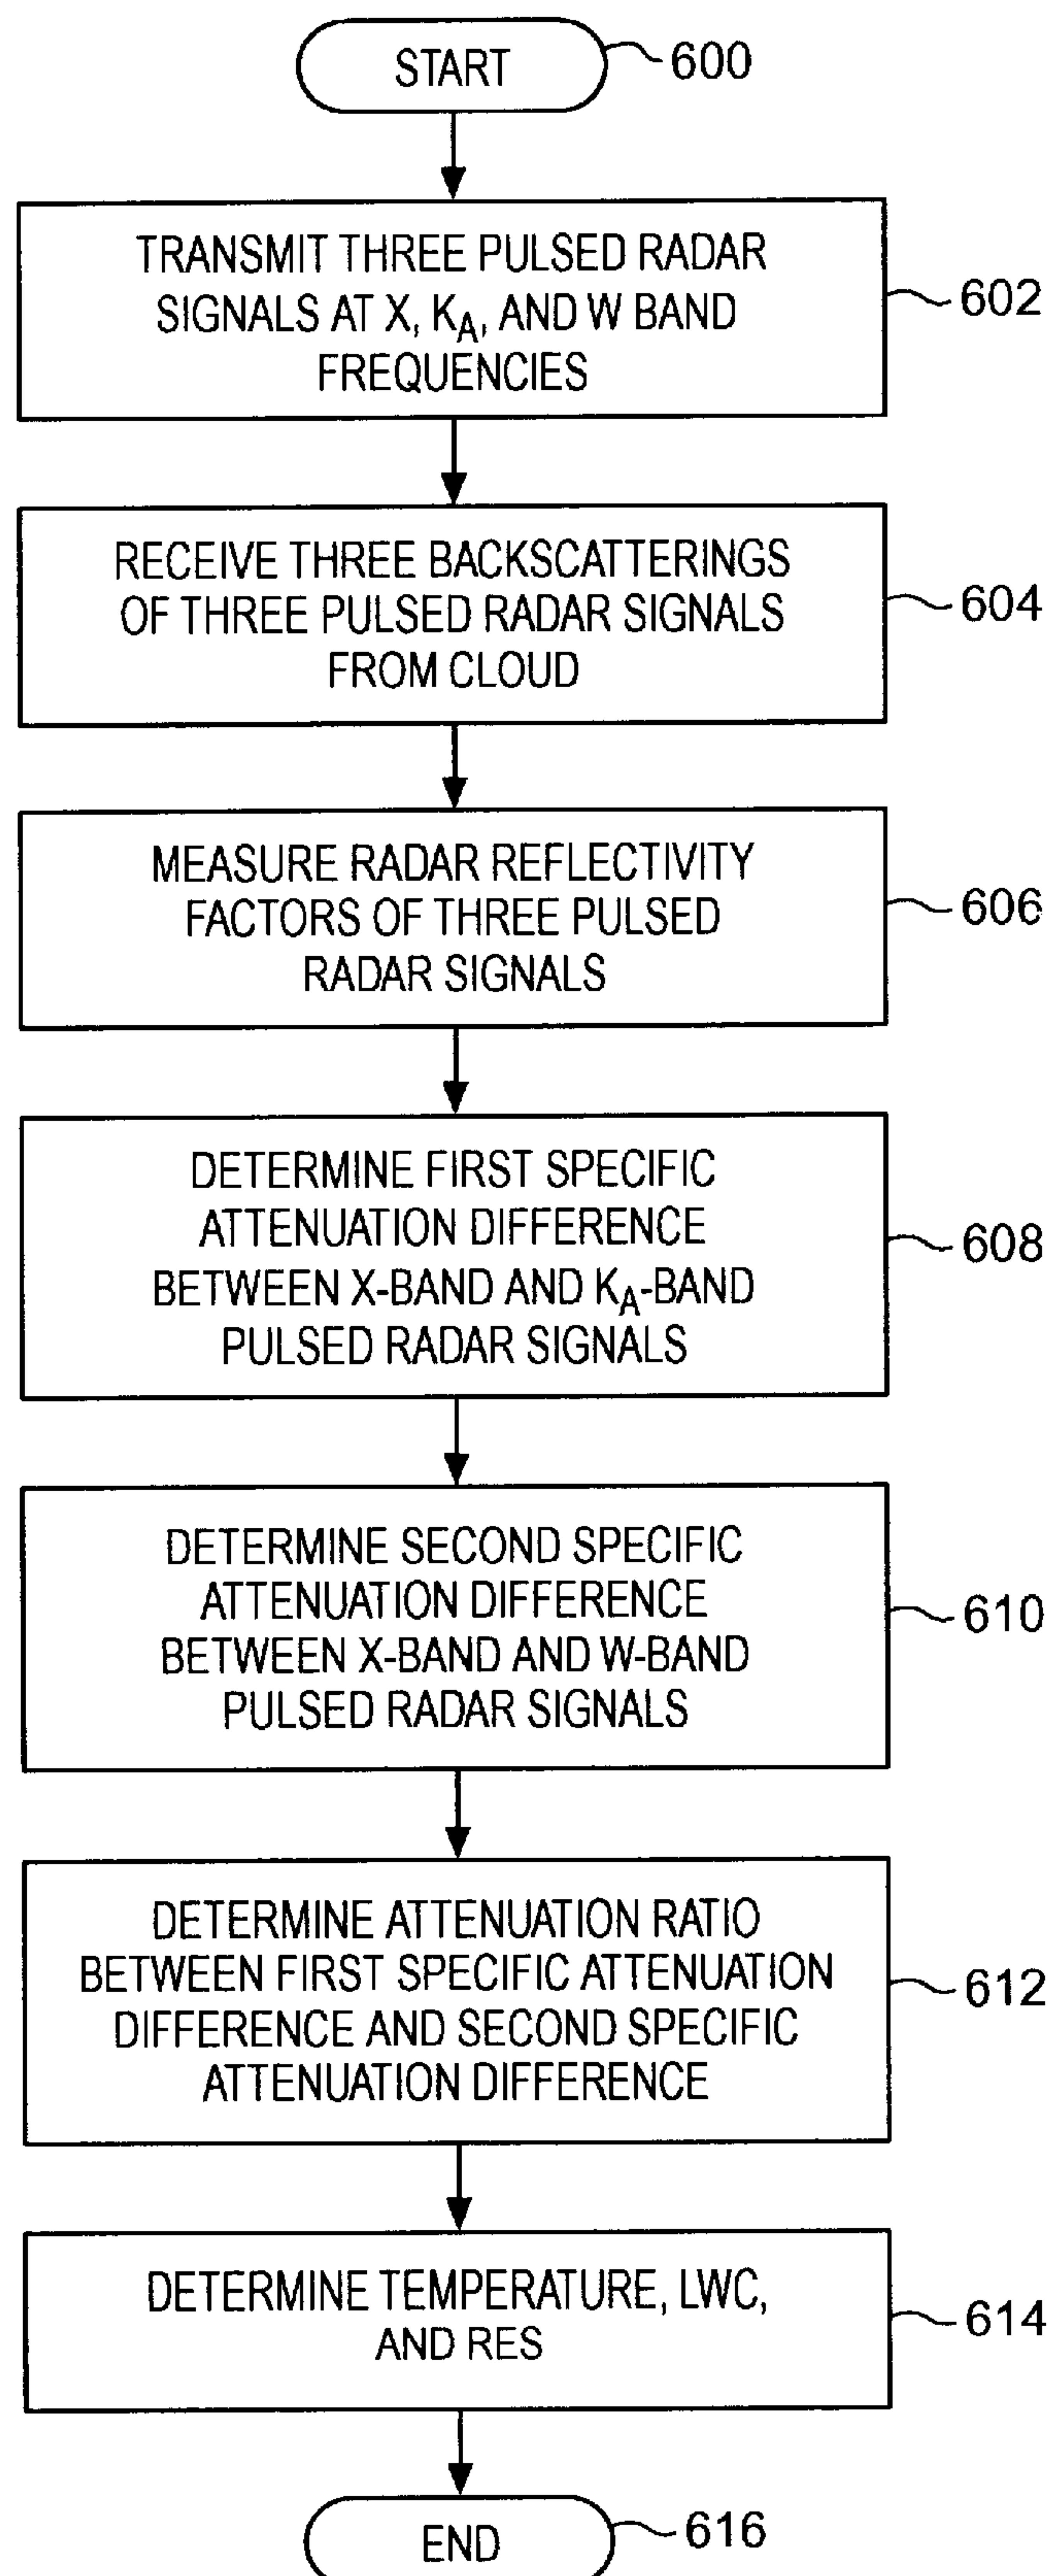 START
600
TRANSMIT THREE PULSED RADAR
SIGNALS AT X, KA, AND W BAND
FREQUENCIES
602
RECEIVE THREE BACKSCATTERINGS
OF THREE PULSED RADAR SIGNALS
FROM CLOUD
604
MEASURE RADAR REFLECTIVITY
FACTORS OF THREE PULSED
RADAR SIGNALS
606
DETERMINE FIRST SPECIFIC
ATTENUATION DIFFERENCE
BETWEEN X-BAND AND KA-BAND
PULSED RADAR SIGNALS
608
DETERMINE SECOND SPECIFIC
ATTENUATION DIFFERENCE
BETWEEN X-BAND AND W-BAND
PULSED RADAR SIGNALS
610
DETERMINE ATTENUATION RATIO
BETWEEN FIRST SPECIFIC ATTENUATION
DIFFERENCE AND SECOND SPECIFIC
ATTENUATION DIFFERENCE
612
DETERMINE TEMPERATURE, LWC,
AND RES
614
END
616